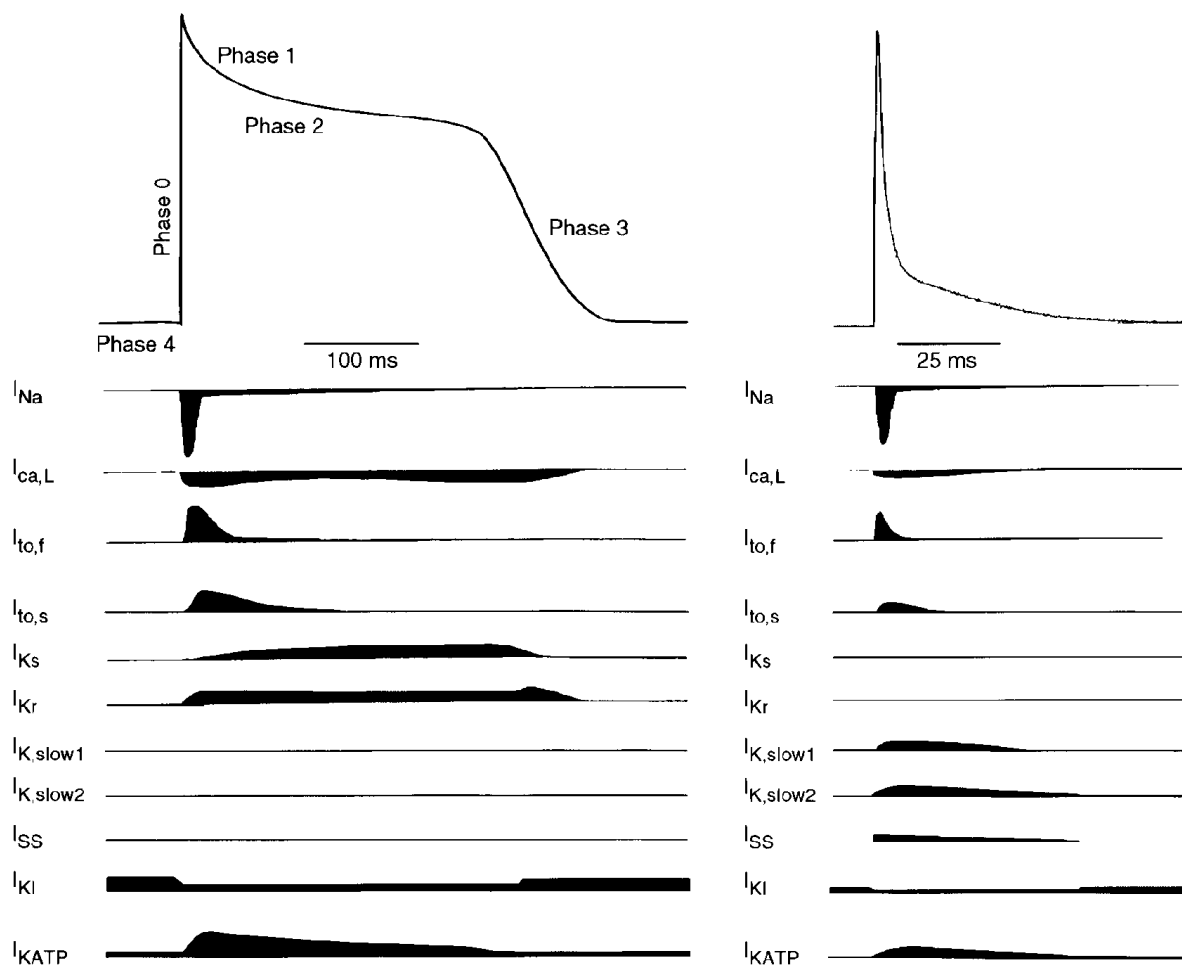 Phase 1
Phase 2
Phase 0
Phase 3
Phase 4
100 ms
25 ms
INa
INa
Ica,L
Ica,L
Ito,f
Ito,f
Ito,s
Ito,s
IKs
IKs
IKr
IKr
IK,slow1
IK,slow1
IK,slow2
IK,slow2
ISS
ISS
IKI
IKI
IKATP
IKATP